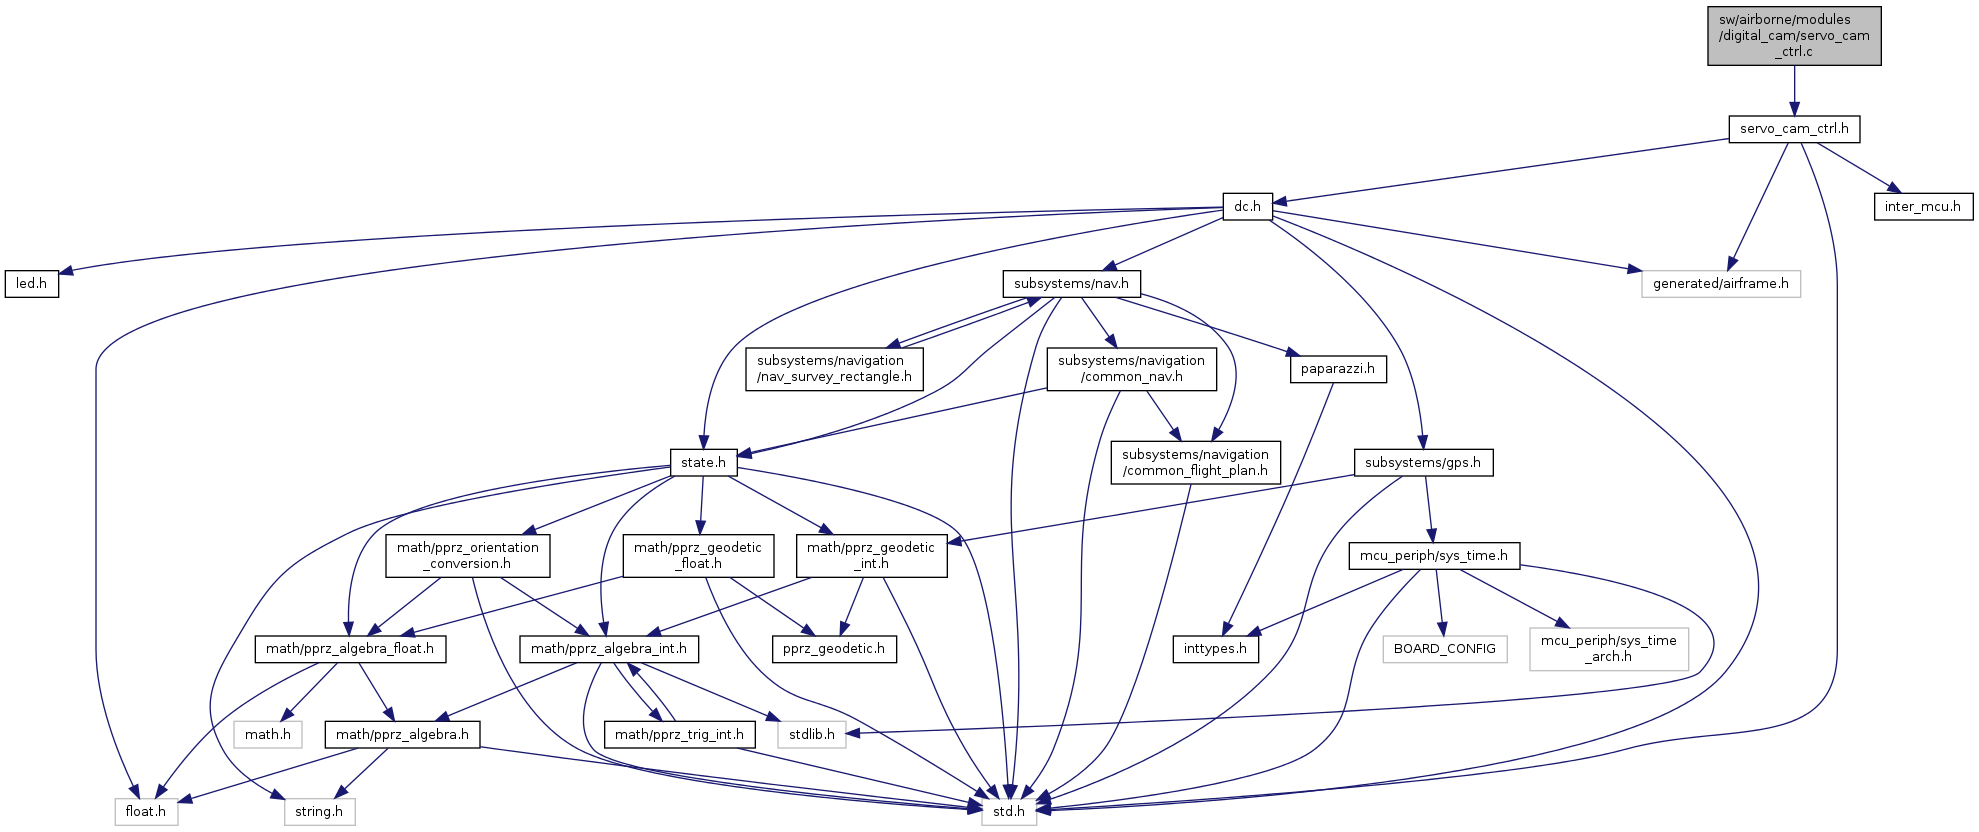 sw/airborne/modules
/digital_cam/servo_cam
_ctrl.c
servo_cam_ctrl.h
dc.h
inter_mcu.h
led.h
subsystems/nav.h
generated/airframe.h
subsystems/navigation
/nav_survey_rectangle.h
subsystems/navigation
/common_nav.h
paparazzi.h
state.h
subsystems/navigation
/common_flight_plan.h
subsystems/gps.h
math/pprz_orientation
_conversion.h
math/pprz_geodetic
_float.h
math/pprz_geodetic
_int.h
mcu_periph/sys_time.h
math/pprz_algebra_float.h
math/pprz_algebra_int.h
pprz_geodetic.h
inttypes.h
BOARD_CONFIG
mcu_periph/sys_time
_arch.h
math.h
math/pprz_algebra.h
math/pprz_trig_int.h
stdlib.h
float.h
string.h
std.h